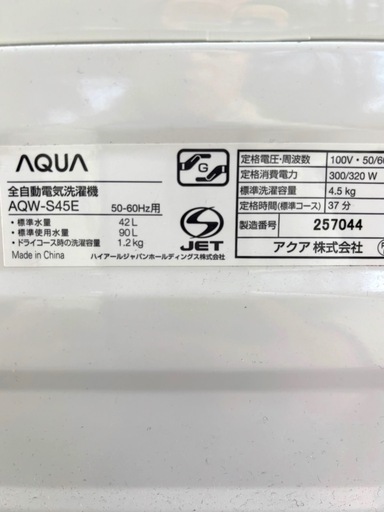 AQUA
全自動電気洗濯機
AQW-S45E 50-60Hz用
・標準水量 42L
・標準使用水量 90L
・ドライコース時の洗濯容量 1.2kg
Made in China
ハイアールジャパンホールディングス株式会社
G
JET
定格電圧・周波数 100V・50/60
定格消費電力 300/320 W
標準洗濯容量 4.5 kg
定格時間(標準コース) 37分
製造番号 257044
アクア 株式会社